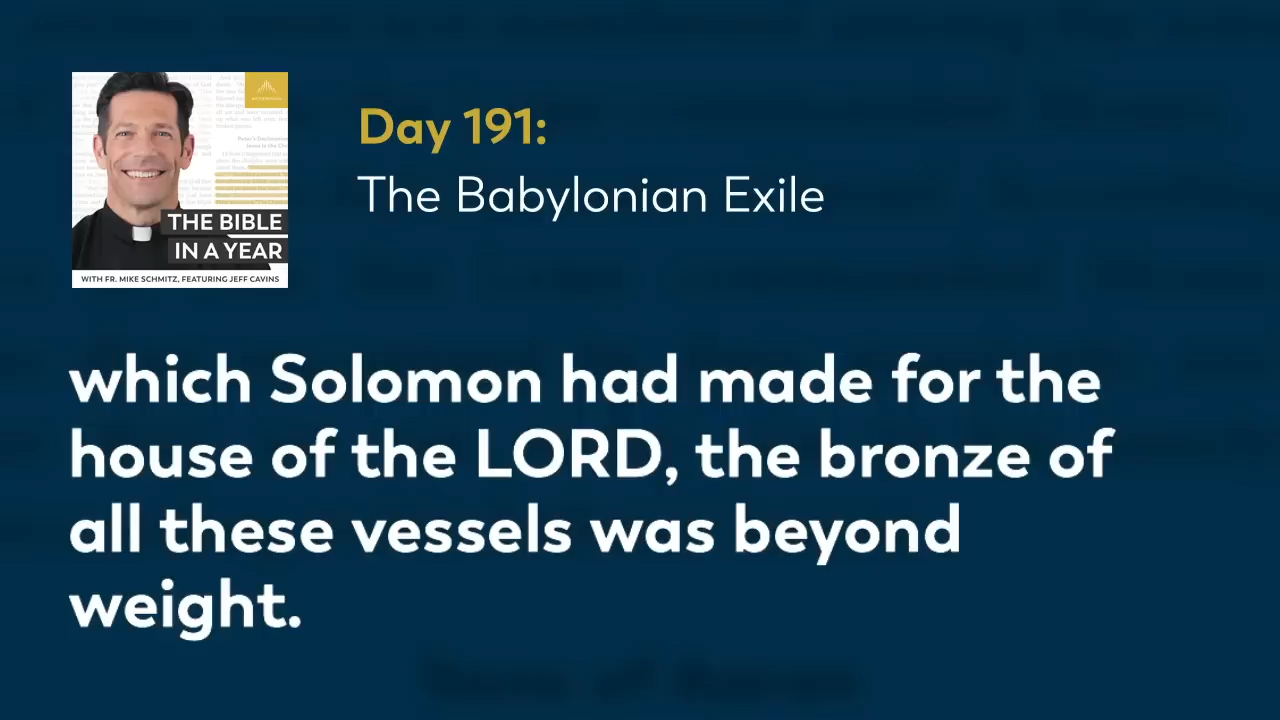 Day 191:
The Babylonian Exile
THE BIBLE
IN A YEAR
WITH FR. MIKE SCHMITZ, FEATURING JEFF CAVINS
which Solomon had made for the
house of the LORD, the bronze of
all these vessels was beyond
weight.